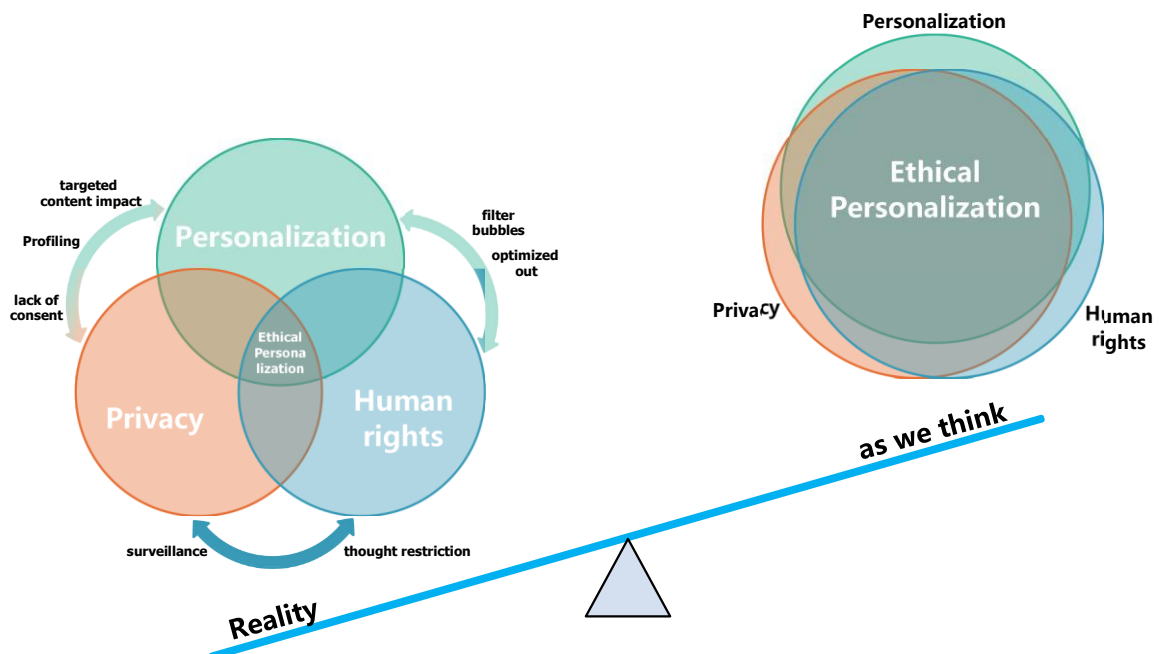 Personalization
Ethical
Personalization
Privacy
Human
rights
targeted
content impact
Profiling
lack of
consent
Personalization
filter
bubbles
optimized
out
Ethical
Persona
lization
Privacy
Human
rights
surveillance
thought restriction
as we think
Reality